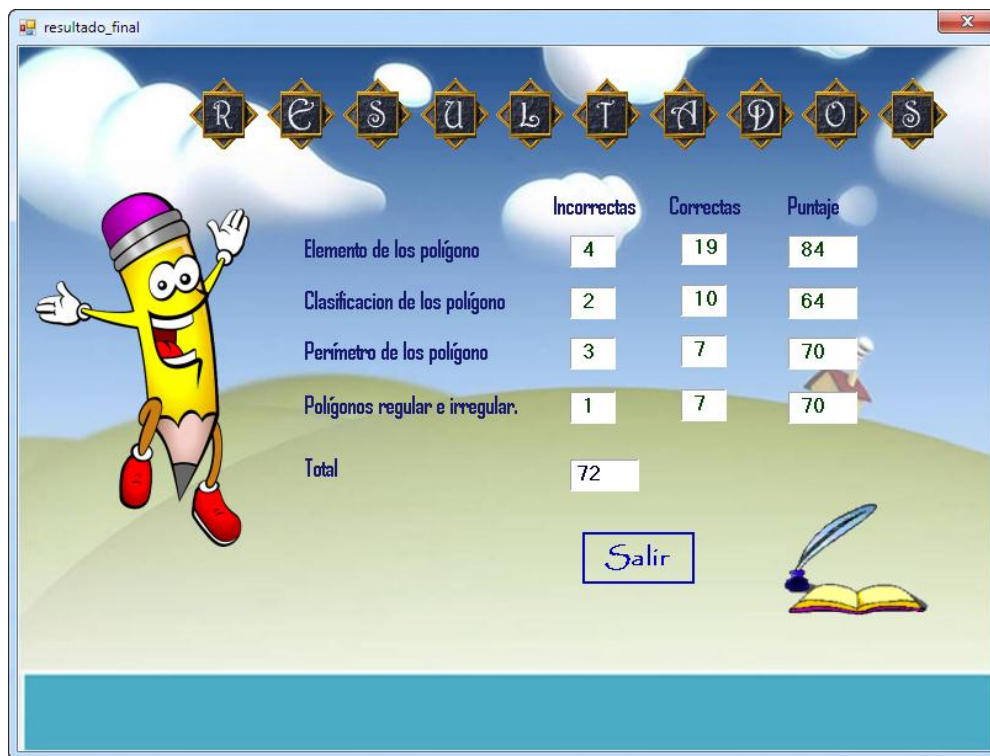 resultado_final
RESULTADOS
Incorrectas Correctas Puntaje
Elemento de los polígono 4 19 84
Clasificacion de los polígono 2 10 64
Perímetro de los polígono 3 7 70
Polígonos regular e irregular. 1 7 70
Total 72
Salir